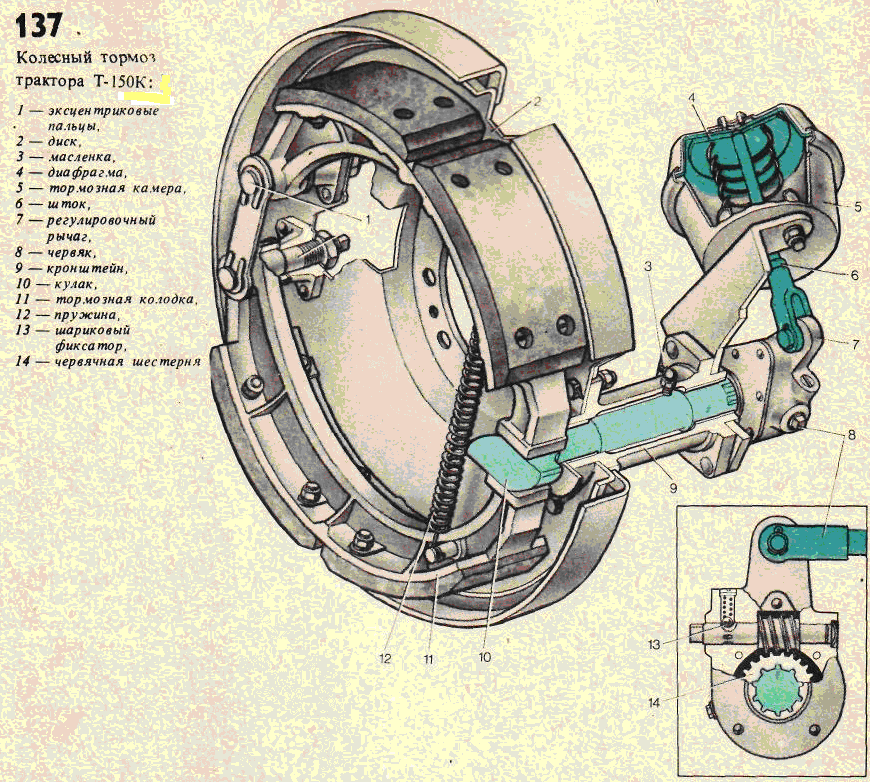 137
Колесный тормоз
трактора Т-150К:
1 — эксцентриковые
пальцы,
2 — диск,
3 — масленка,
4 — диафрагма,
5 — тормозная камера,
6 — шток,
7 — регулировочный
рычаг,
8 — червяк,
9 — кронштейн,
10 — кулак,
11 — тормозная колодка,
12 — пружина,
13 — шариковый
фиксатор,
14 — червячная шестерня
4
2
5
1
3
6
7
8
9
12
11
10
13
14